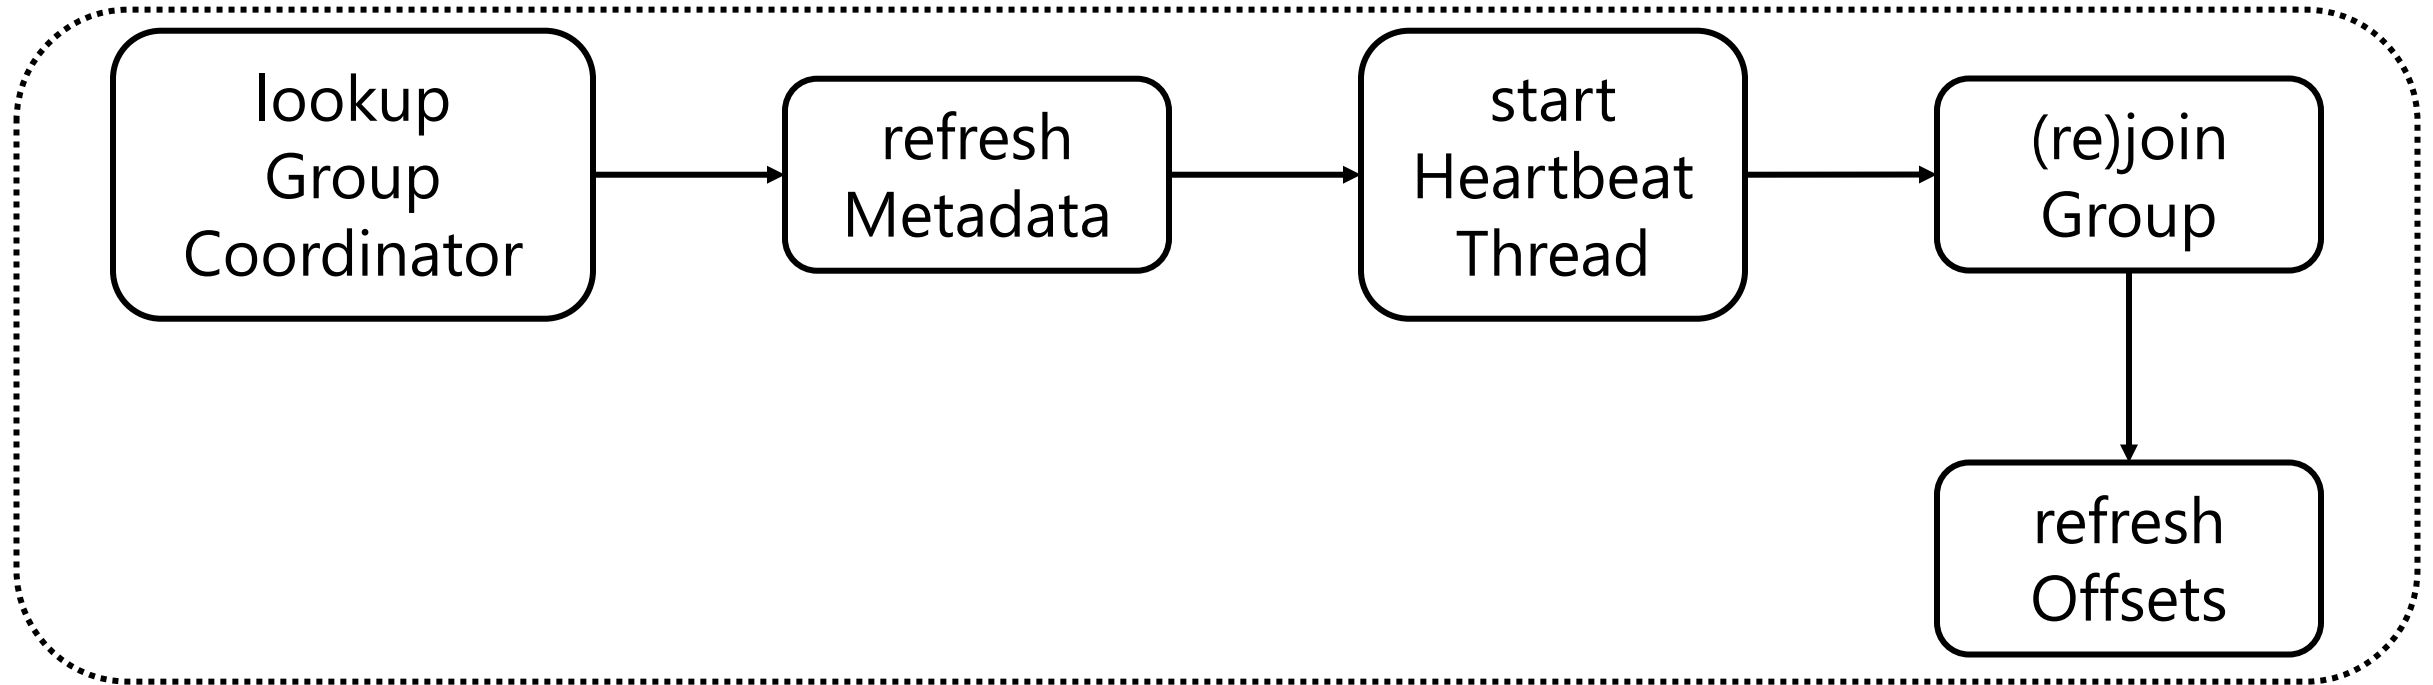 lookup
Group
Coordinator
refresh
Metadata
start
Heartbeat
Thread
(re)join
Group
refresh
Offsets